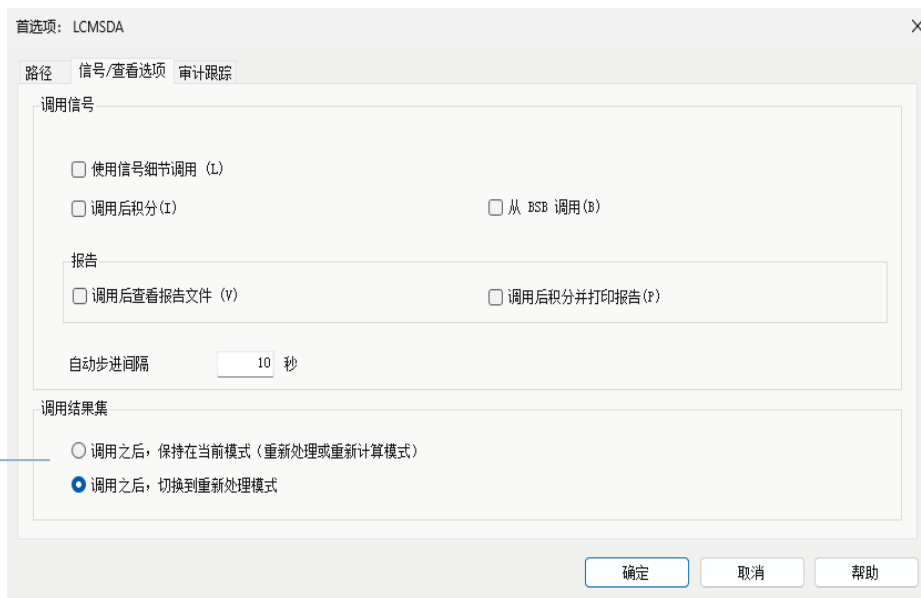 首选项: LCMSDA
路径 信号/查看选项 审计跟踪
调用信号
使用信号细节调用 (L)
调用后积分(I) 从 BSB 调用(B)
报告
调用后查看报告文件 (V) 调用后积分并打印报告(P)
自动步进间隔 10 秒
调用结果集
调用之后，保持在当前模式（重新处理或重新计算模式）
调用之后，切换到重新处理模式
确定 取消 帮助